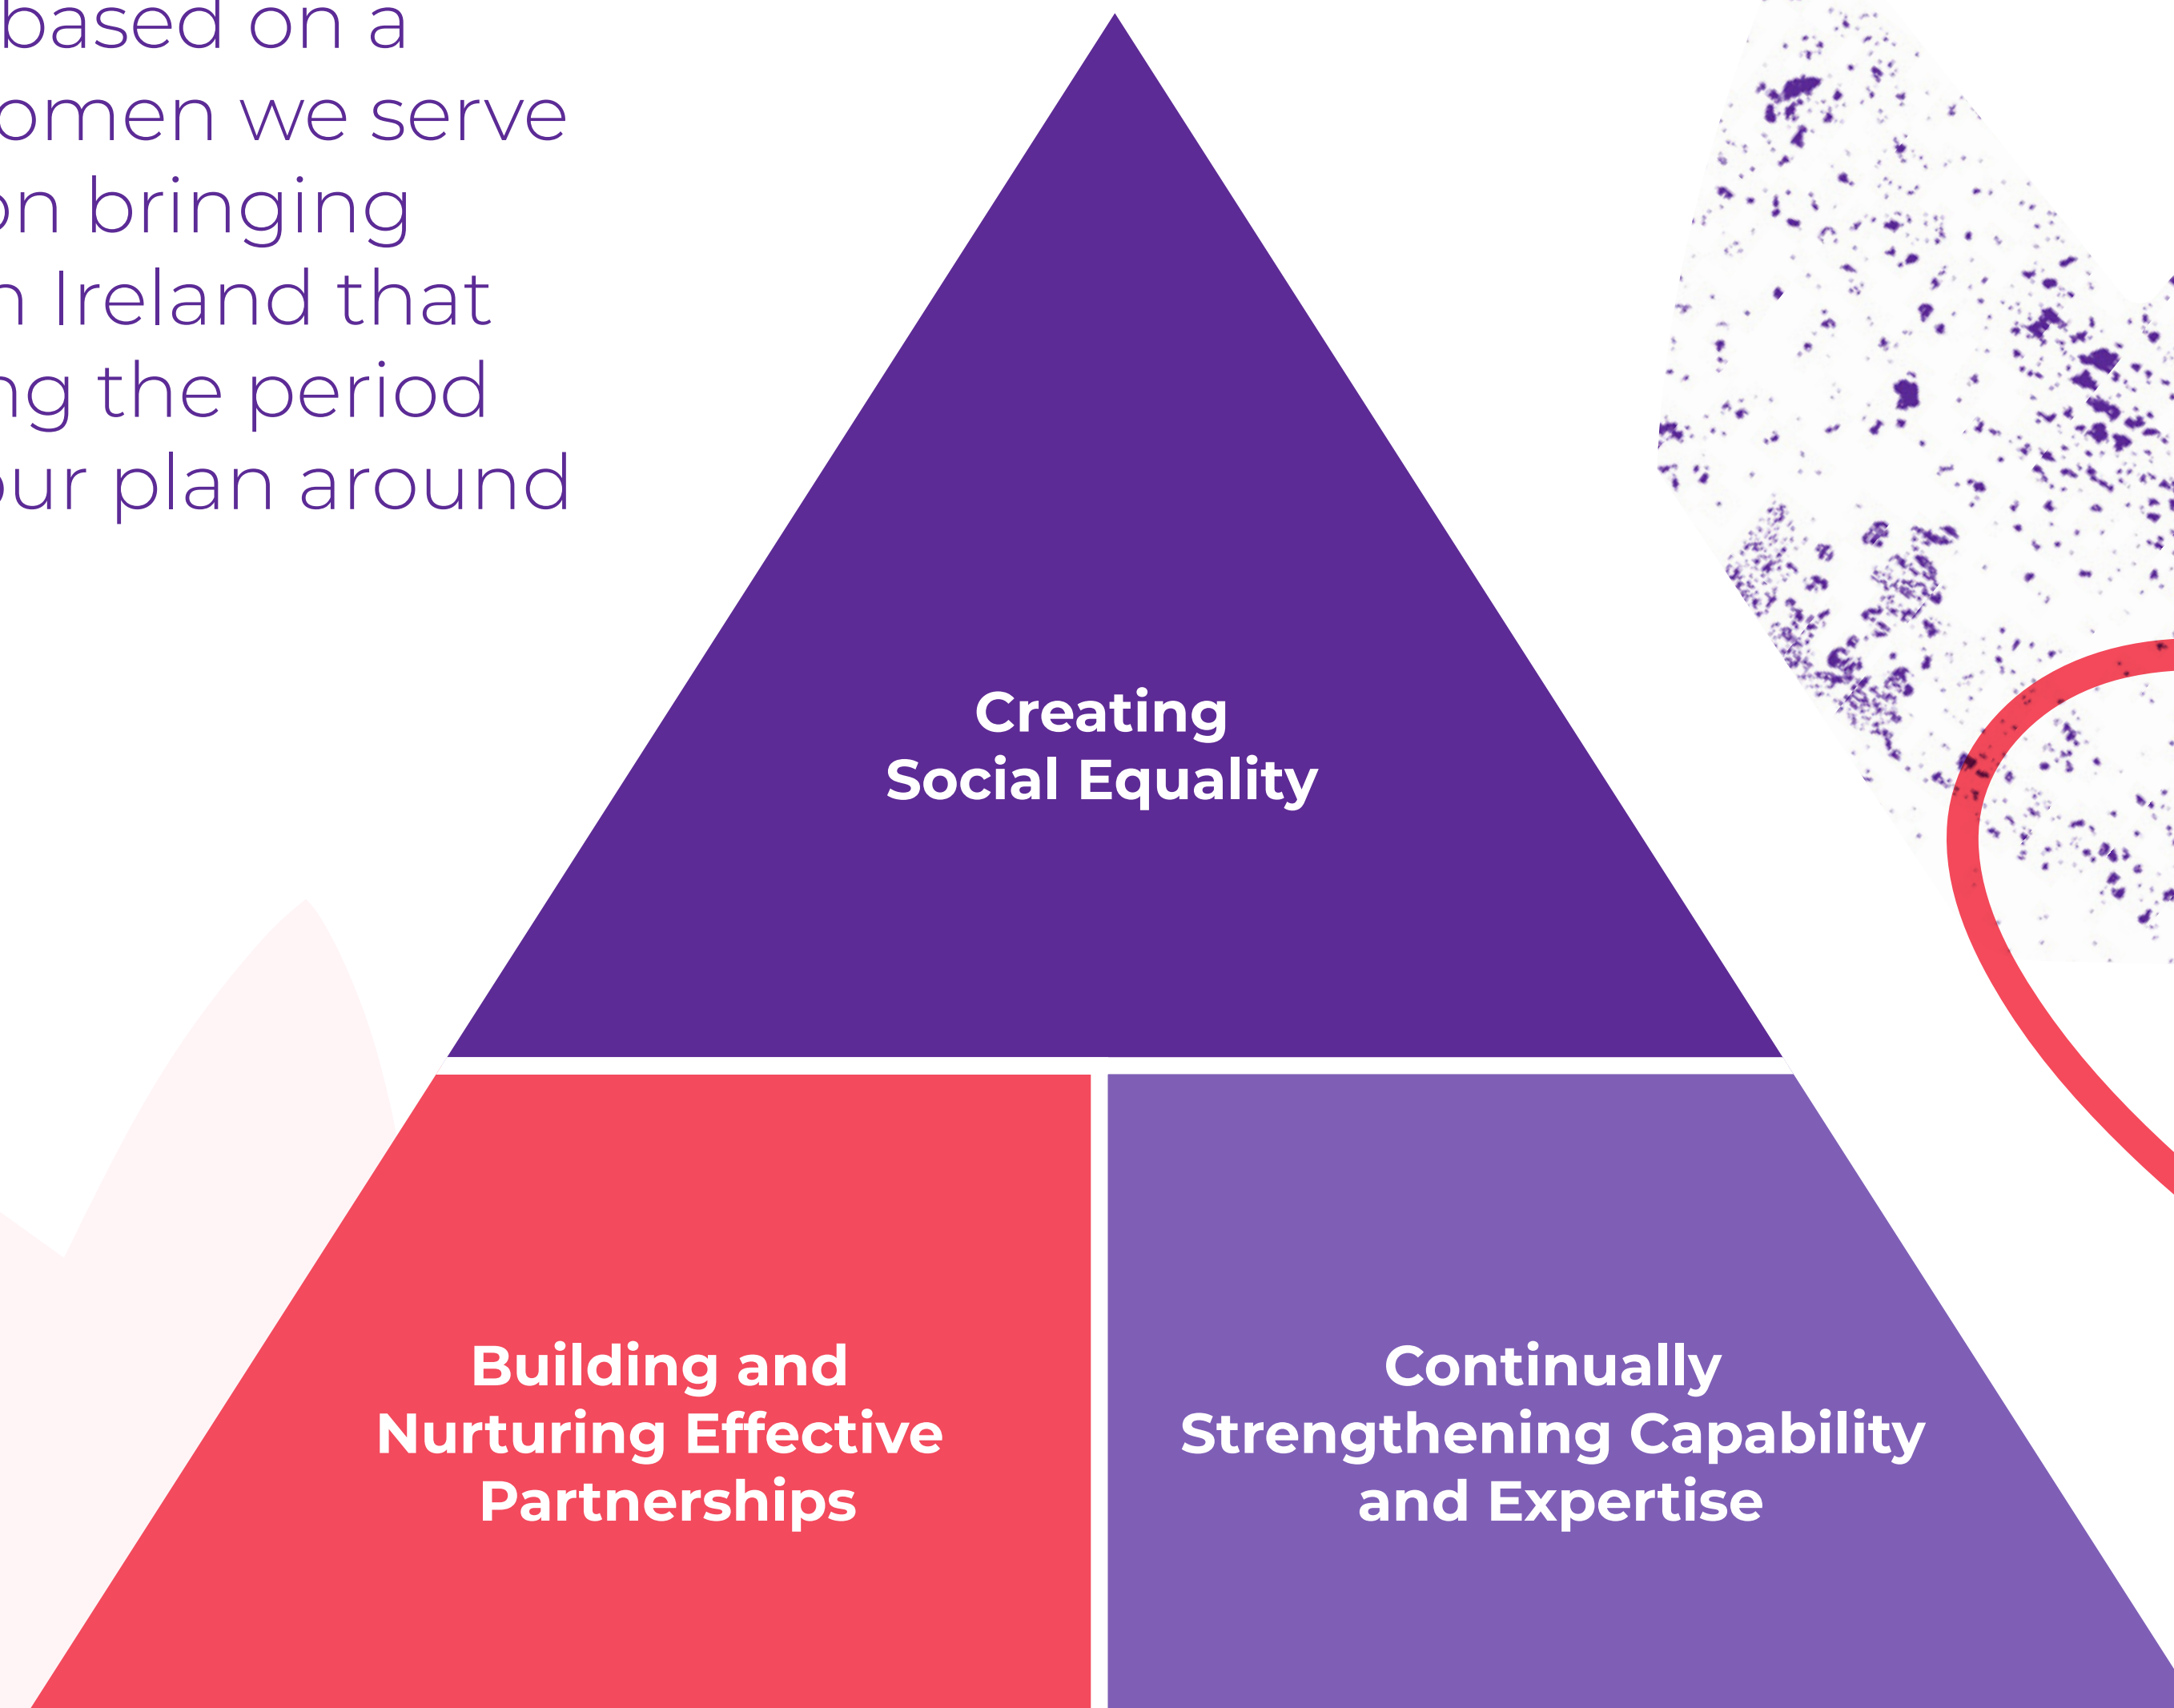 based on a
omen we serve
on bringing
n Ireland that
ng the period
our plan around
Creating
Social Equality
Building and
Nurturing Effective
Partnerships
Continually
Strengthening Capability
and Expertise